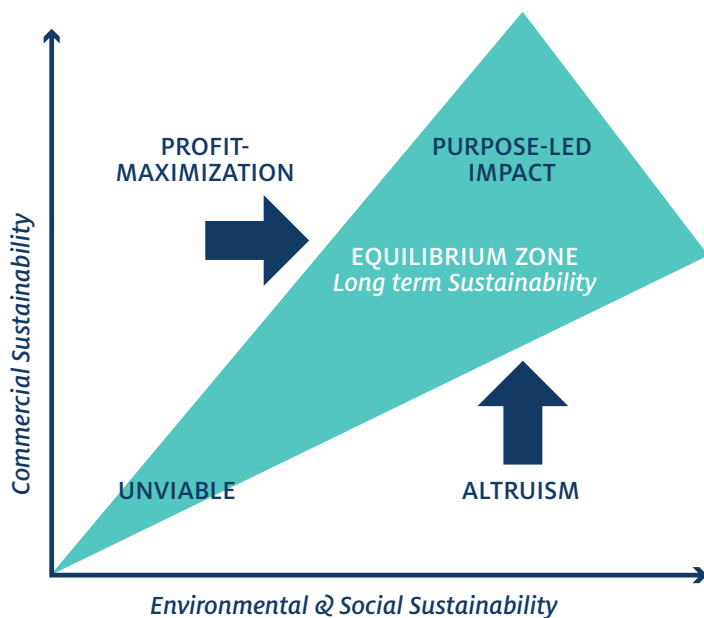 PROFIT-
MAXIMIZATION
PURPOSE-LED
IMPACT
EQUILIBRIUM ZONE
Long term Sustainability
UNVIABLE
ALTRUISM
Commercial Sustainability
Environmental & Social Sustainability